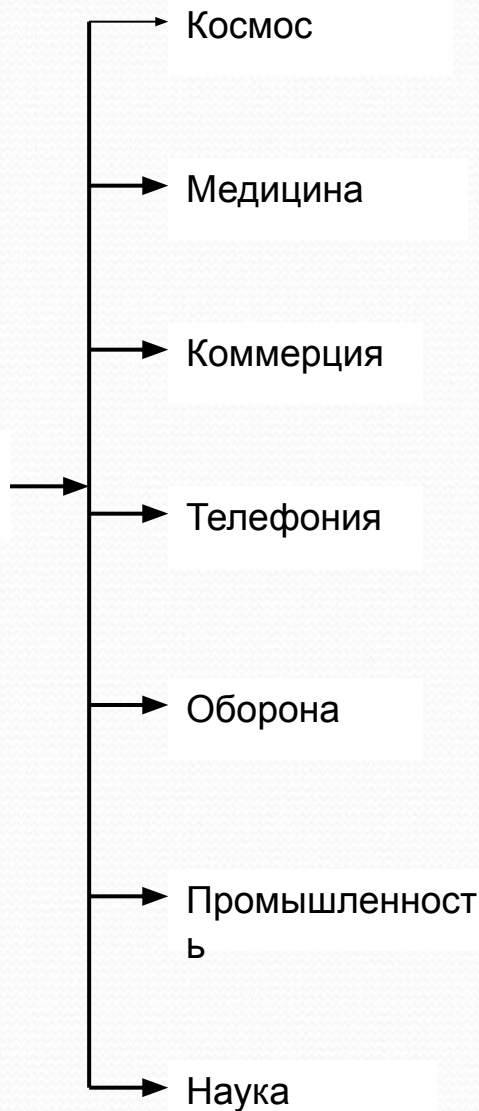 Космос
Медицина
Коммерция
Телефония
Оборона
Промышленност
ь
Наука